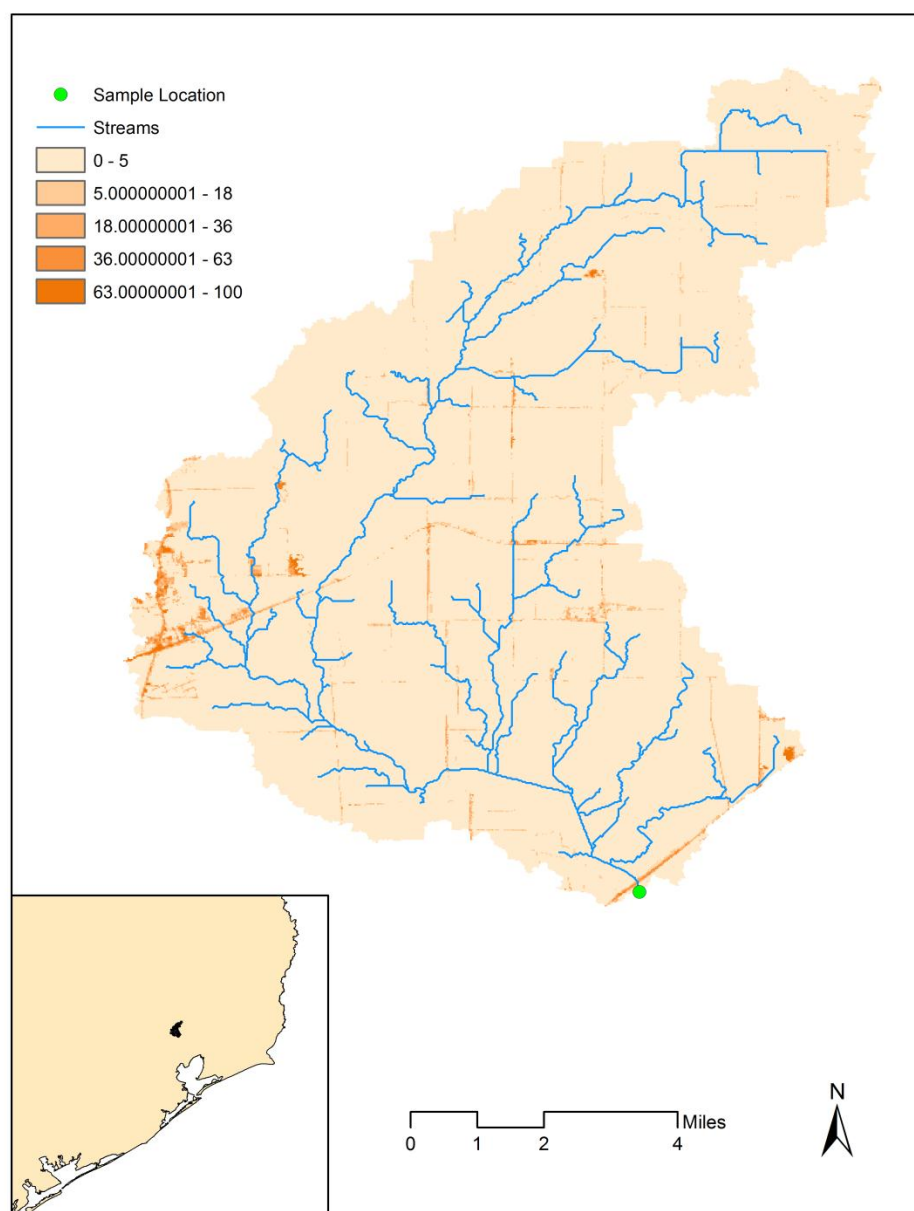 Sample Location
Streams
0 - 5
5.000000001 - 18
18.00000001 - 36
36.00000001 - 63
63.00000001 - 100
N
Miles
0 1 2 4